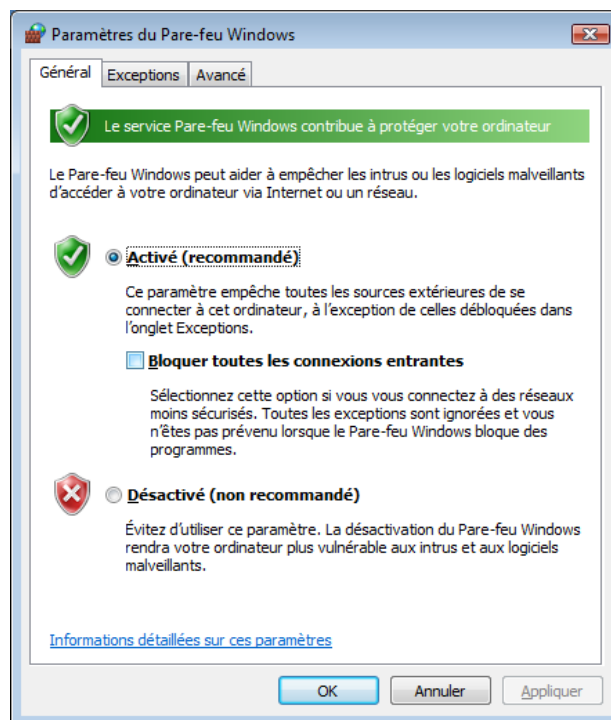 Paramètres du Pare-feu Windows
Général Exceptions Avancé
Le service Pare-feu Windows contribue à protéger votre ordinateur
Le Pare-feu Windows peut aider à empêcher les intrus ou les logiciels malveillants
d'accéder à votre ordinateur via Internet ou un réseau.
Activé (recommandé)
Ce paramètre empêche toutes les sources extérieures de se
connecter à cet ordinateur, à l'exception de celles débloquées dans
l'onglet Exceptions.
Bloquer toutes les connexions entrantes
Sélectionnez cette option si vous vous connectez à des réseaux
moins sécurisés. Toutes les exceptions sont ignorées et vous
n'êtes pas prévenu lorsque le Pare-feu Windows bloque des
programmes.
Désactivé (non recommandé)
Évitez d'utiliser ce paramètre. La désactivation du Pare-feu Windows
rendra votre ordinateur plus vulnérable aux intrus et aux logiciels
malveillants.
Informations détaillées sur ces paramètres
OK Annuler Appliquer